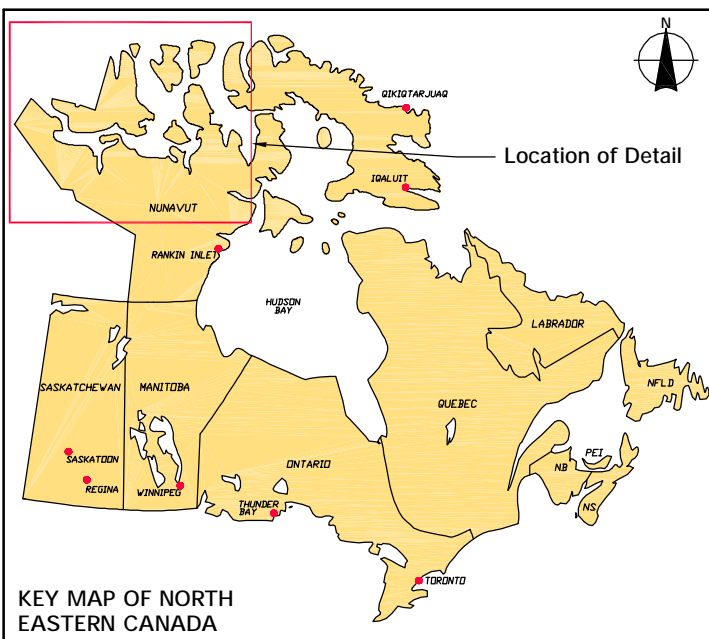 N
QIKIQTARJUAQ
Location of Detail
IQALUIT
NUNAVUT
RANKIN INLET
HUDSON
BAY
LABRADOR
SASKATCHEWAN
MANITOBA
NFLD
QUEBEC
PEI
SASKATOON
ONTARIO
NB
REGINA
WINNIPEG
THUNDER
BAY
NS
TORONTO
KEY MAP OF NORTH
EASTERN CANADA